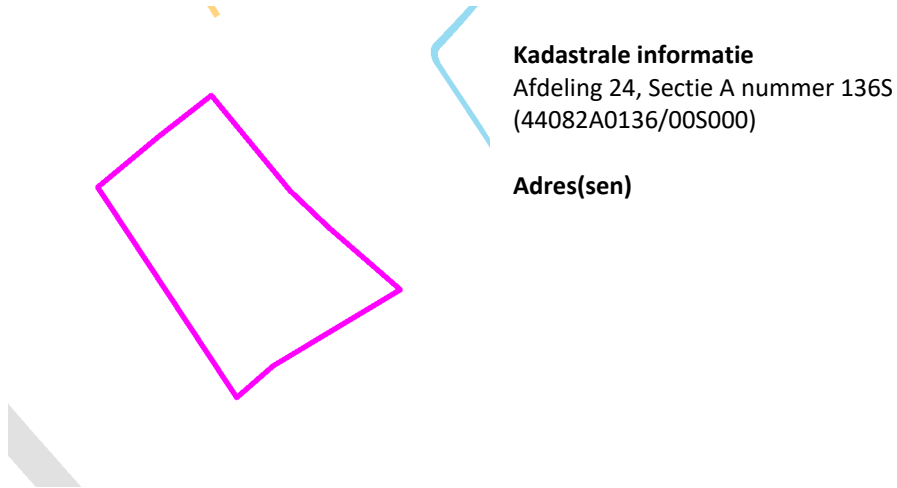 Kadastrale informatie
Afdeling 24, Sectie A nummer 136S
(44082A0136/00S000)
Adres(sen)